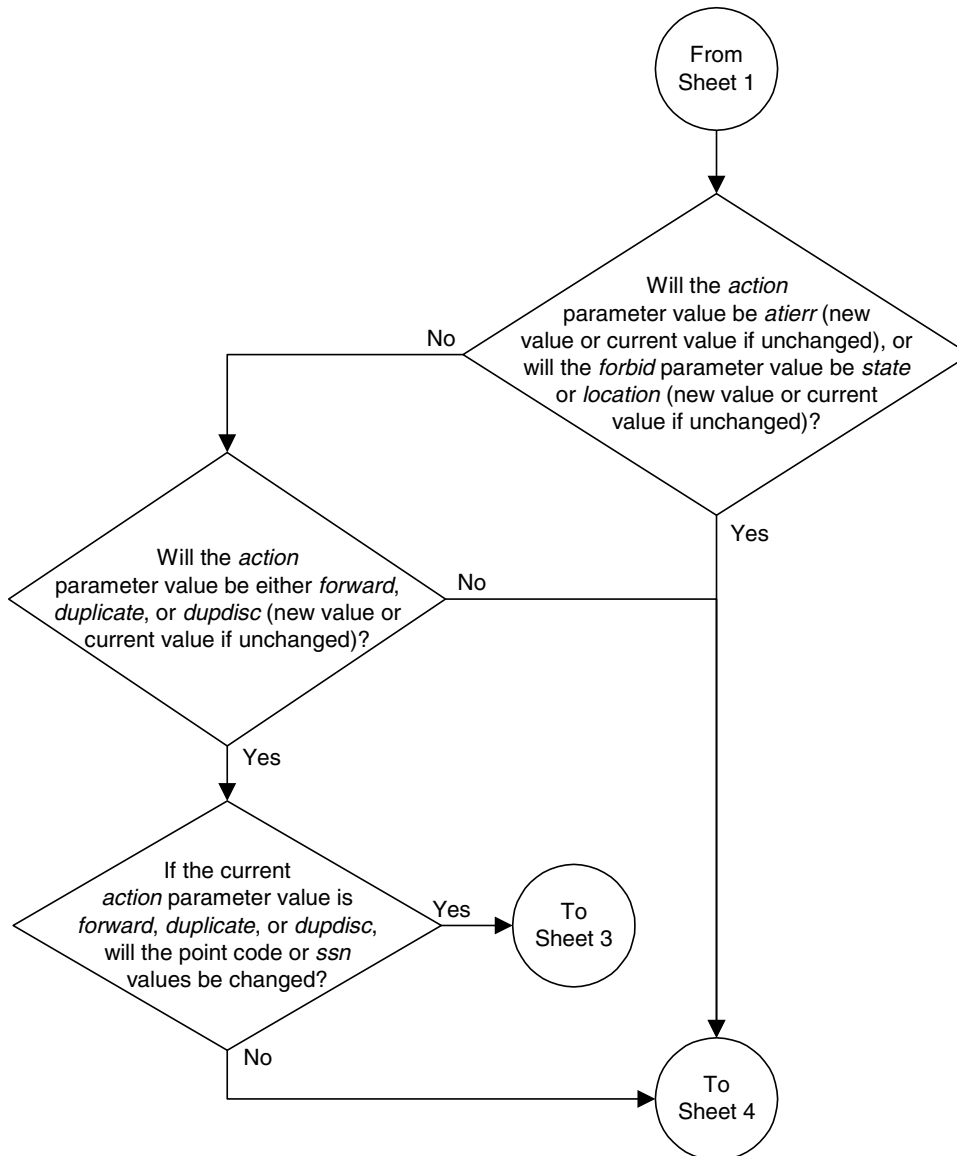 From
Sheet 1
Will the action
parameter value be atierr (new
value or current value if unchanged), or
will the forbid parameter value be state
or location (new value or current
value if unchanged)?
No
Yes
Will the action
parameter value be either forward,
duplicate, or dupdisc (new value or
current value if unchanged)?
No
Yes
If the current
action parameter value is
forward, duplicate, or dupdisc,
will the point code or ssn
values be changed?
Yes
To
Sheet 3
No
To
Sheet 4